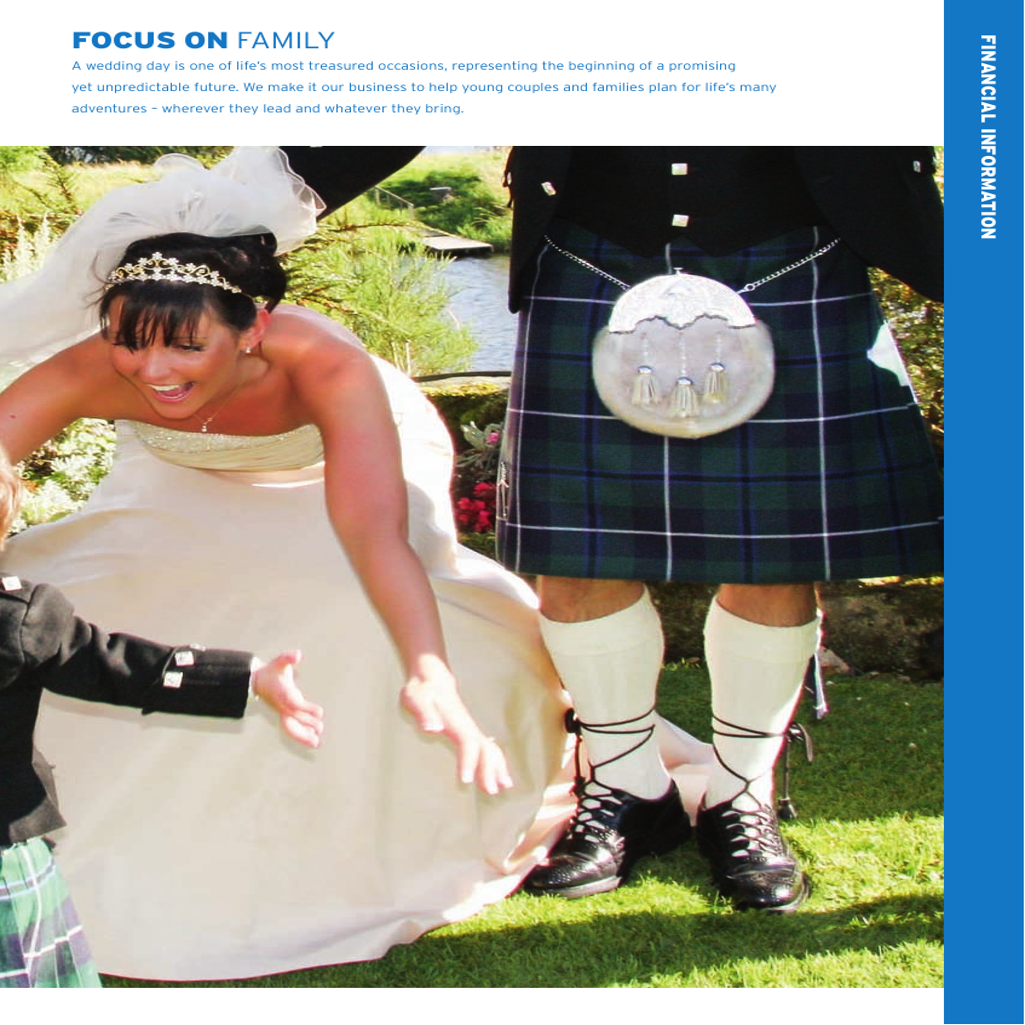 FOCUS ON FAMILY
A wedding day is one of life's most treasured occasions, representing the beginning of a promising
yet unpredictable future. We make it our business to help young couples and families plan for life's many
adventures – wherever they lead and whatever they bring.
FINANCIAL INFORMATION